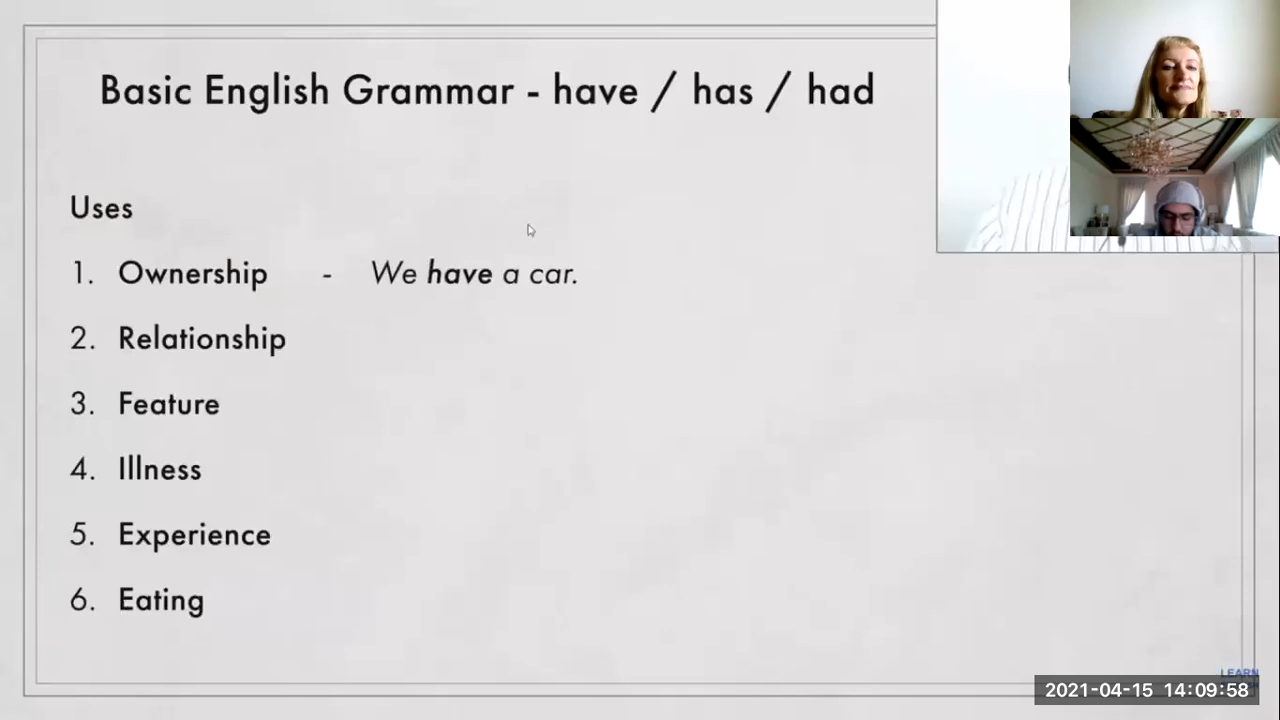 Basic English Grammar - have / has / had
Uses
1. Ownership - We have a car.
2. Relationship
3. Feature
4. Illness
5. Experience
6. Eating
LEARN
2021-04-15 14:09:58